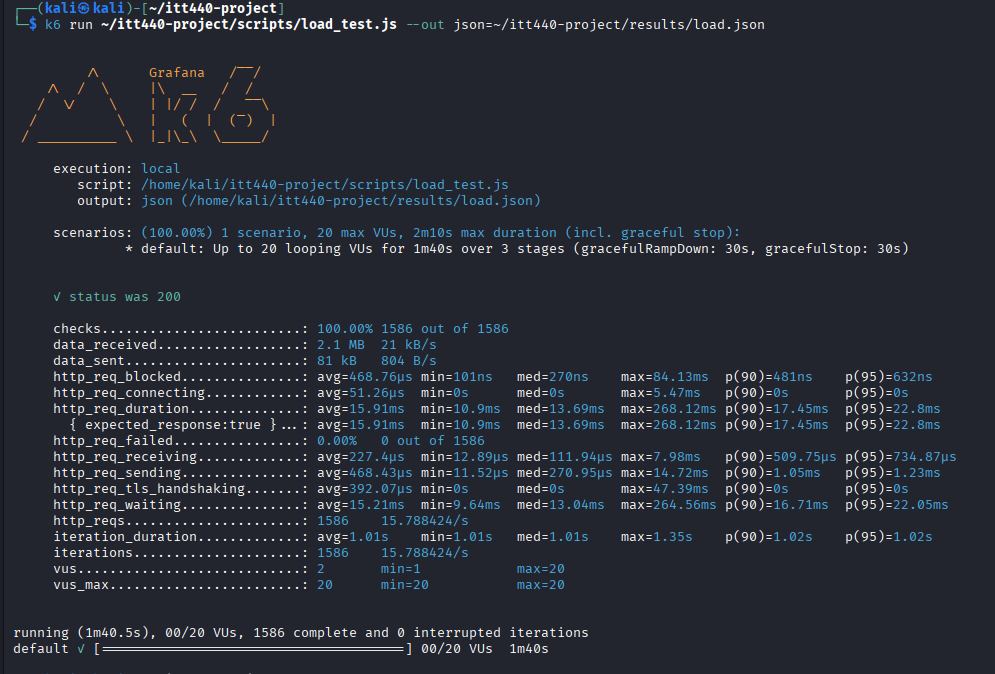 ┌──(kali㉿kali)-[~/itt440-project]
└─$ k6 run ~/itt440-project/scripts/load_test.js --out json=~/itt440-project/results/load.json
Grafana
execution: local
script: /home/kali/itt440-project/scripts/load_test.js
output: json (/home/kali/itt440-project/results/load.json)
scenarios: (100.00%) 1 scenario, 20 max VUs, 2m10s max duration (incl. graceful stop):
* default: Up to 20 looping VUs for 1m40s over 3 stages (gracefulRampDown: 30s, gracefulStop: 30s)
✓ status was 200
checks.........................: 100.00% 1586 out of 1586
data_received..................: 2.1 MB 21 kB/s
data_sent......................: 81 kB 804 B/s
http_req_blocked...............: avg=468.76µs min=101ns med=270ns max=84.13ms p(90)=481ns p(95)=632ns
http_req_connecting............: avg=51.26µs min=0s med=0s max=5.47ms p(90)=0s p(95)=0s
http_req_duration..............: avg=15.91ms min=10.9ms med=13.69ms max=268.12ms p(90)=17.45ms p(95)=22.8ms
{ expected_response:true }...: avg=15.91ms min=10.9ms med=13.69ms max=268.12ms p(90)=17.45ms p(95)=22.8ms
http_req_failed................: 0.00% 0 out of 1586
http_req_receiving.............: avg=227.4µs min=12.89µs med=111.94µs max=7.98ms p(90)=509.75µs p(95)=734.87µs
http_req_sending...............: avg=468.43µs min=11.52µs med=270.95µs max=14.72ms p(90)=1.05ms p(95)=1.23ms
http_req_tls_handshaking.......: avg=392.07µs min=0s med=0s max=47.39ms p(90)=0s p(95)=0s
http_req_waiting...............: avg=15.21ms min=9.64ms med=13.04ms max=264.56ms p(90)=16.71ms p(95)=22.05ms
http_reqs......................: 1586 15.788424/s
iteration_duration.............: avg=1.01s min=1.01s med=1.01s max=1.35s p(90)=1.02s p(95)=1.02s
iterations.....................: 1586 15.788424/s
vus............................: 2 min=1 max=20
vus_max........................: 20 min=20 max=20
running (1m40.5s), 00/20 VUs, 1586 complete and 0 interrupted iterations
default ✓ [======================================] 00/20 VUs 1m40s